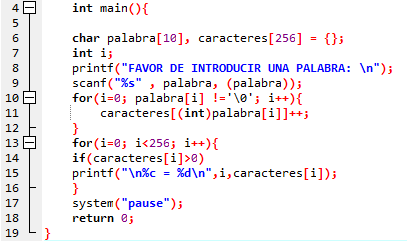 4 int main(){
5
6 char palabra[10], caracteres[256] = {};
7 int i;
8 printf("FAVOR DE INTRODUCIR UNA PALABRA: \n");
9 scanf("%s" , palabra, (palabra));
10 for(i=0; palabra[i] !='\0'; i++){
11 caracteres[(int)palabra[i]]++;
12 }
13 for(i=0; i<256; i++){
14 if(caracteres[i]>0)
15 printf("\n%c = %d\n",i,caracteres[i]);
16 }
17 system("pause");
18 return 0;
19 }